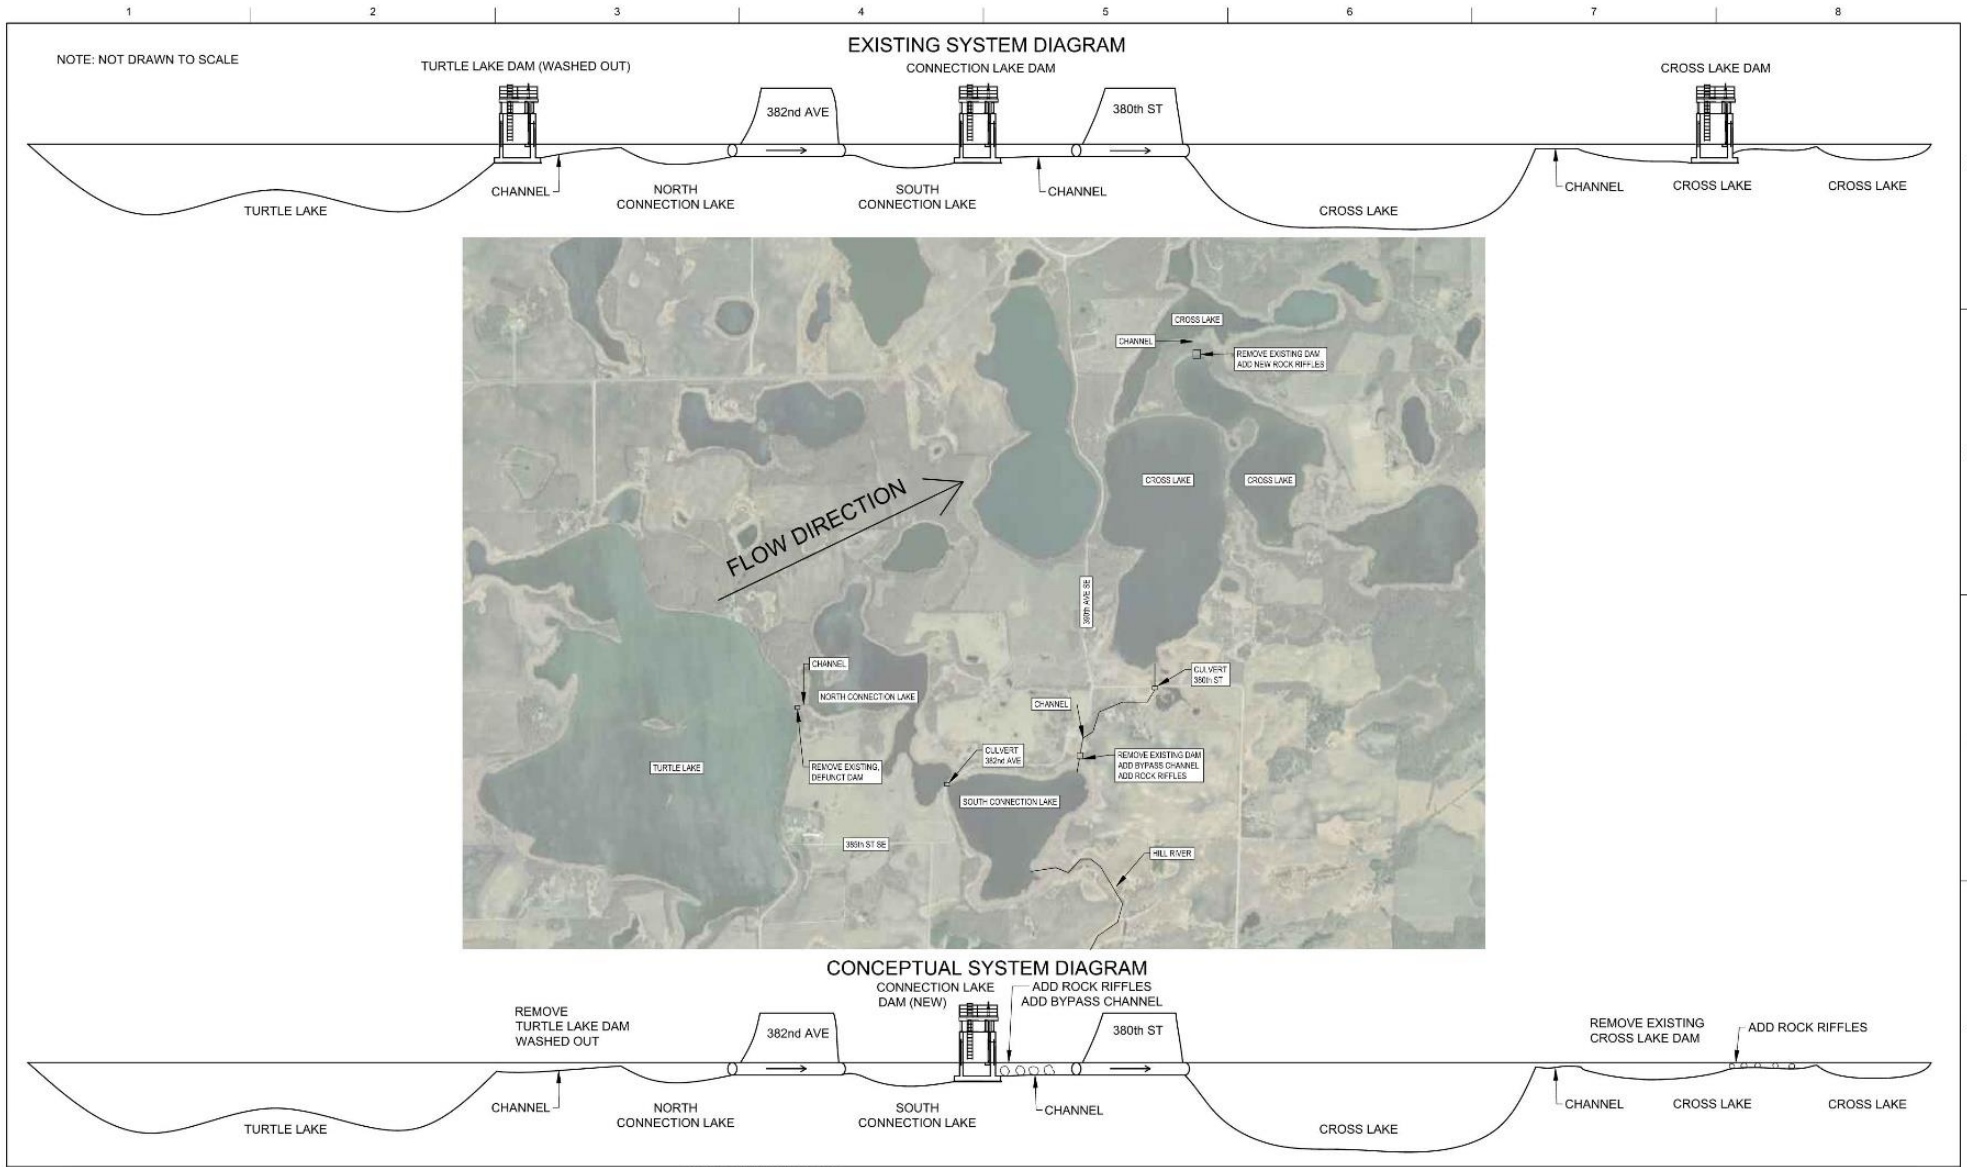 1 2 3 4 5 6 7 8
EXISTING SYSTEM DIAGRAM
NOTE: NOT DRAWN TO SCALE
TURTLE LAKE DAM (WASHED OUT)
CONNECTION LAKE DAM
CROSS LAKE DAM
382nd AVE
380th ST
CHANNEL
NORTH
CONNECTION LAKE
SOUTH
CONNECTION LAKE
CHANNEL
CHANNEL
CROSS LAKE
CROSS LAKE
TURTLE LAKE
CROSS LAKE
CROSS LAKE
CHANNEL
REMOVE EXISTING DAM
ADD NEW ROCK RIFFLES
CROSS LAKE
CROSS LAKE
FLOW DIRECTION
380th AVE SE
CHANNEL
CULVERT
380th ST
NORTH CONNECTION LAKE
CHANNEL
CULVERT
382nd AVE
REMOVE EXISTING DAM
ADD BYPASS CHANNEL
ADD ROCK RIFFLES
TURTLE LAKE
REMOVE EXISTING,
DEFUNCT DAM
SOUTH CONNECTION LAKE
385th ST SE
HILL RIVER
CONCEPTUAL SYSTEM DIAGRAM
CONNECTION LAKE
DAM (NEW)
ADD ROCK RIFFLES
ADD BYPASS CHANNEL
REMOVE
TURTLE LAKE DAM
WASHED OUT
382nd AVE
380th ST
REMOVE EXISTING
CROSS LAKE DAM
ADD ROCK RIFFLES
CHANNEL
NORTH
CONNECTION LAKE
SOUTH
CONNECTION LAKE
CHANNEL
CHANNEL
CROSS LAKE
CROSS LAKE
TURTLE LAKE
CROSS LAKE